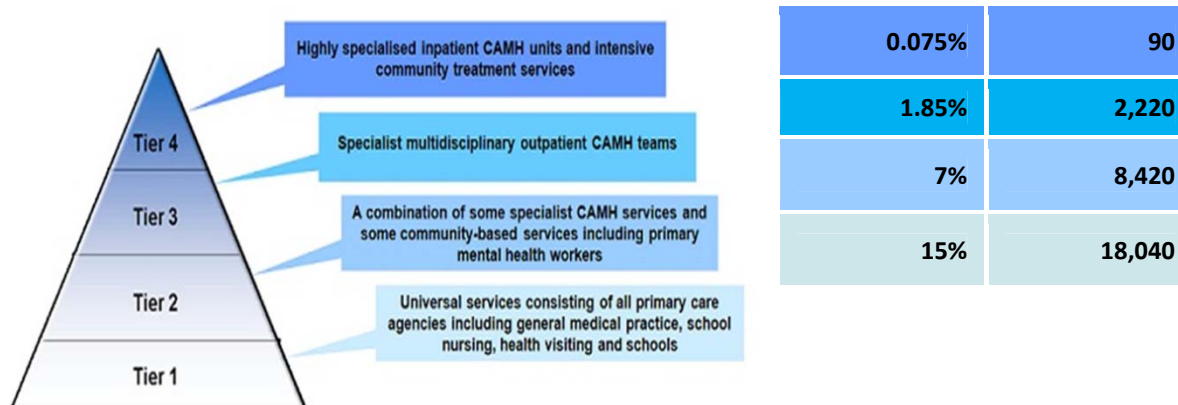 Highly specialised inpatient CAMH units and intensive
community treatment services
0.075% 90
Tier 4
Specialist multidisciplinary outpatient CAMH teams
1.85% 2,220
Tier 3
A combination of some specialist CAMH services and
some community-based services including primary
mental health workers
7% 8,420
Tier 2
Universal services consisting of all primary care
agencies including general medical practice, school
nursing, health visiting and schools
15% 18,040
Tier 1